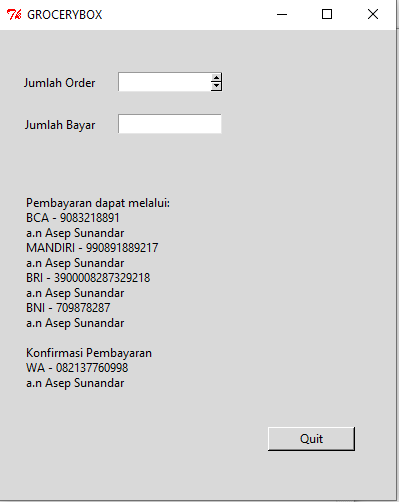 GROCERYBOX
Jumlah Order
Jumlah Bayar
Pembayaran dapat melalui:
BCA - 9083218891
a.n Asep Sunandar
MANDIRI - 990891889217
a.n Asep Sunandar
BRI - 3900008287329218
a.n Asep Sunandar
BNI - 709878287
a.n Asep Sunandar
Konfirmasi Pembayaran
WA - 082137760998
a.n Asep Sunandar
Quit